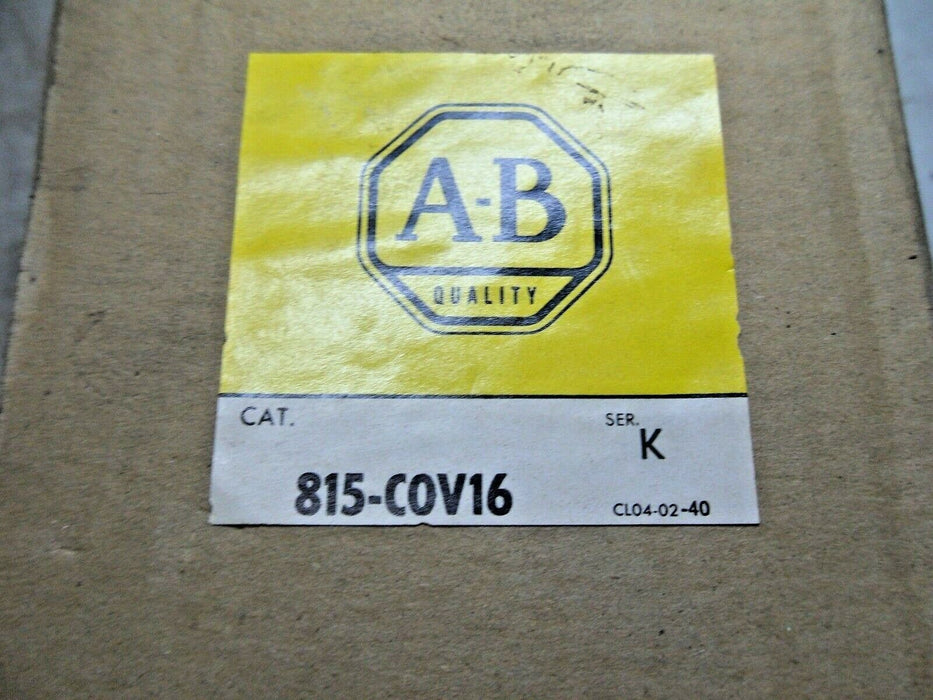 A-B
QUALITY
CAT.
SER.
K
815-COV16
CL04-02-40